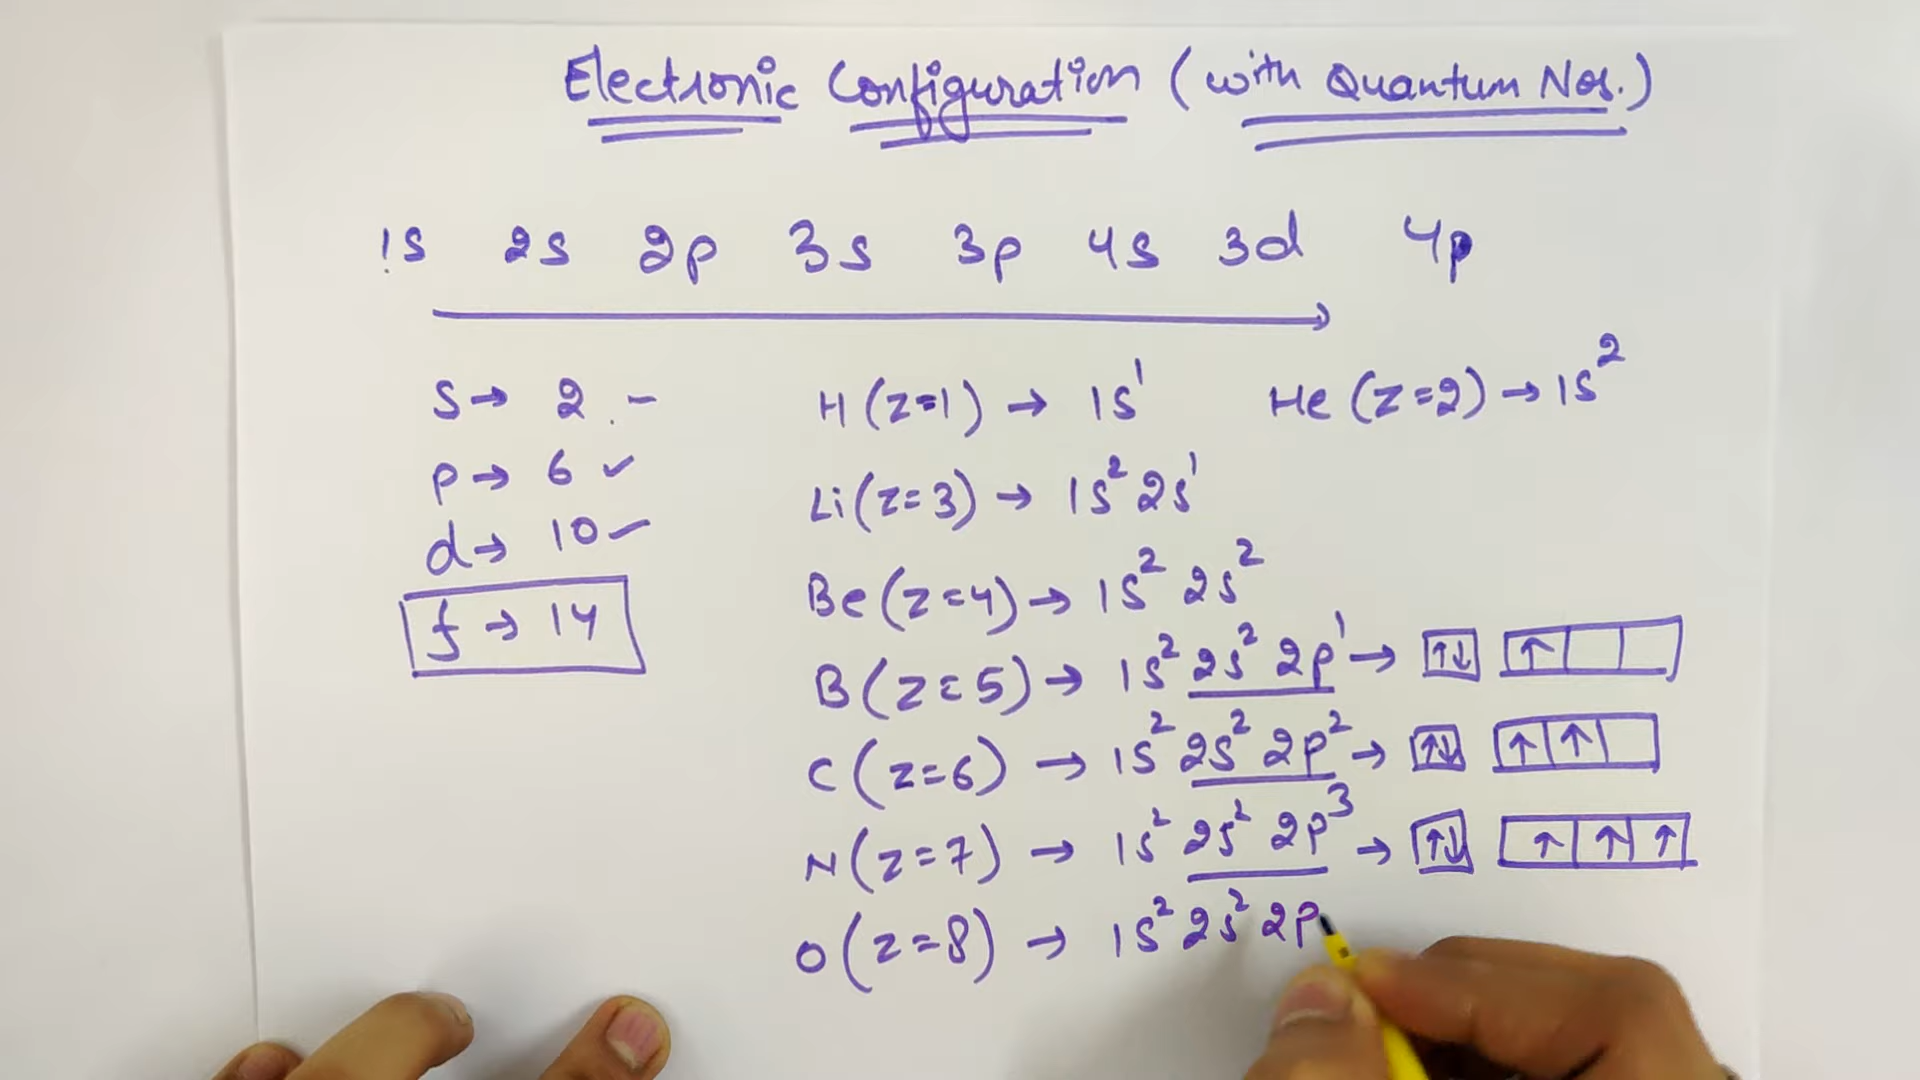 Electronic Configuration (with Quantum Nos.)
1s 2s 2p 3s 3p 4s 3d 4p
s → 2 -
p → 6 ✓
d → 10 ✓
f → 14
H (z=1) → 1s¹
He (z=2) → 1s²
Li (z=3) → 1s² 2s¹
Be (z=4) → 1s² 2s²
B (z=5) → 1s² 2s² 2p¹ → ↑↓ ↑
C (z=6) → 1s² 2s² 2p² → ↑↓ ↑ ↑
N (z=7) → 1s² 2s² 2p³ → ↑↓ ↑ ↑ ↑
O (z=8) → 1s² 2s² 2p